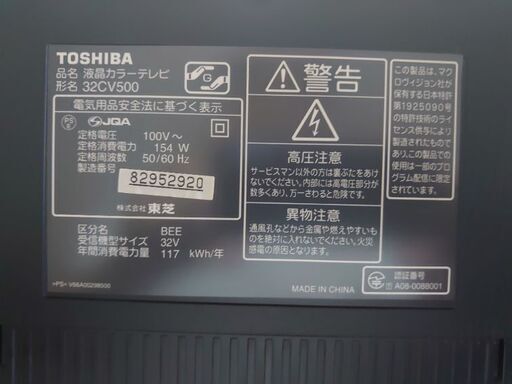 TOSHIBA
品名 液晶カラーテレビ
形名 32CV500
G
電気用品安全法に基づく表示
PS
E
JQA
定格電圧 100V～
定格消費電力 154 W
定格周波数 50/60 Hz
製造番号
82952920
株式会社 東芝
区分名 BEE
受信機型サイズ 32V
年間消費電力量 117 kWh/年
>PS< V66A00298500
警告
高圧注意
サービスマン以外の方は裏ぶたをあけ
ないでください。内部には高電圧部分が
数多くあり、万一さわると危険です。
異物注意
通風孔などから金属や燃えやすいも
のなどを入れないでください。火災
感電の原因となります。
MADE IN CHINA
この製品は、マク
ロヴィジョン社が
保有する日本特許
第1925090号
の特許技術のライ
センス供与により
製造されたもので
あり、この製品での
使用は一部のプロ
グラム配信に限定
されます。
認証番号
A08-0088001